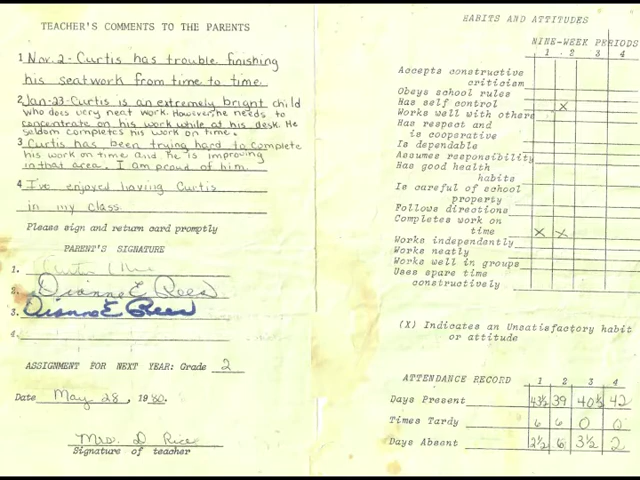 TEACHER'S COMMENTS TO THE PARENTS
1 Nov. 2 - Curtis has trouble finishing
his seatwork from time to time.
2 Jan-23-Curtis is an extremely bright child
who does very neat work. However, he needs to
concentrate on his work while at his desk. He
seldom completes his work on time.
3 Curtis has been trying hard to complete
his work on time and he is improving
in that area. I am proud of him.
4 I've enjoyed having Curtis
in my class.
Please sign and return card promptly
PARENT'S SIGNATURE
1.
2. Dianne E Reed
3. Dianne E Reed
4.
ASSIGNMENT FOR NEXT YEAR: Grade 2
Date May 28, 1980.
Mrs. D Rice
Signature of teacher
HABITS AND ATTITUDES
NINE-WEEK PERIODS
1 2 3 4
Accepts constructive
criticism
Obeys school rules
Has self control X
Works well with others
Has respect and
is cooperative
Is dependable
Assumes responsibility
Has good health
habits
Is careful of school
property
Follows directions
Completes work on
time X X
Works independently
Works neatly
Works well in groups
Uses spare time
constructively
(X) Indicates an Unsatisfactory habit
or attitude
ATTENDANCE RECORD 1 2 3 4
Days Present 43½ 39 40½ 42
Times Tardy 6 6 0 0
Days Absent 2½ 6 3½ 2